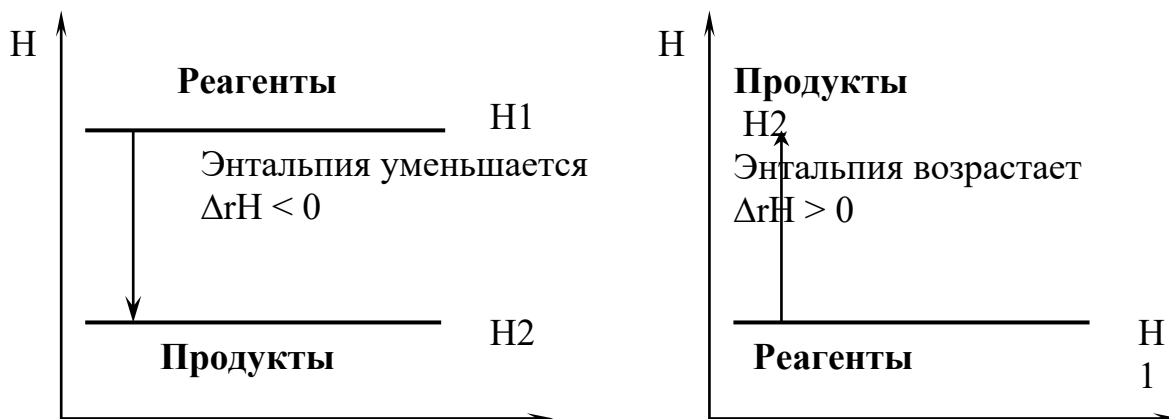 H
Реагенты
H1
Энтальпия уменьшается
ΔrH < 0
H2
Продукты
H
Продукты
H2
Энтальпия возрастает
ΔrH > 0
Реагенты
H
1